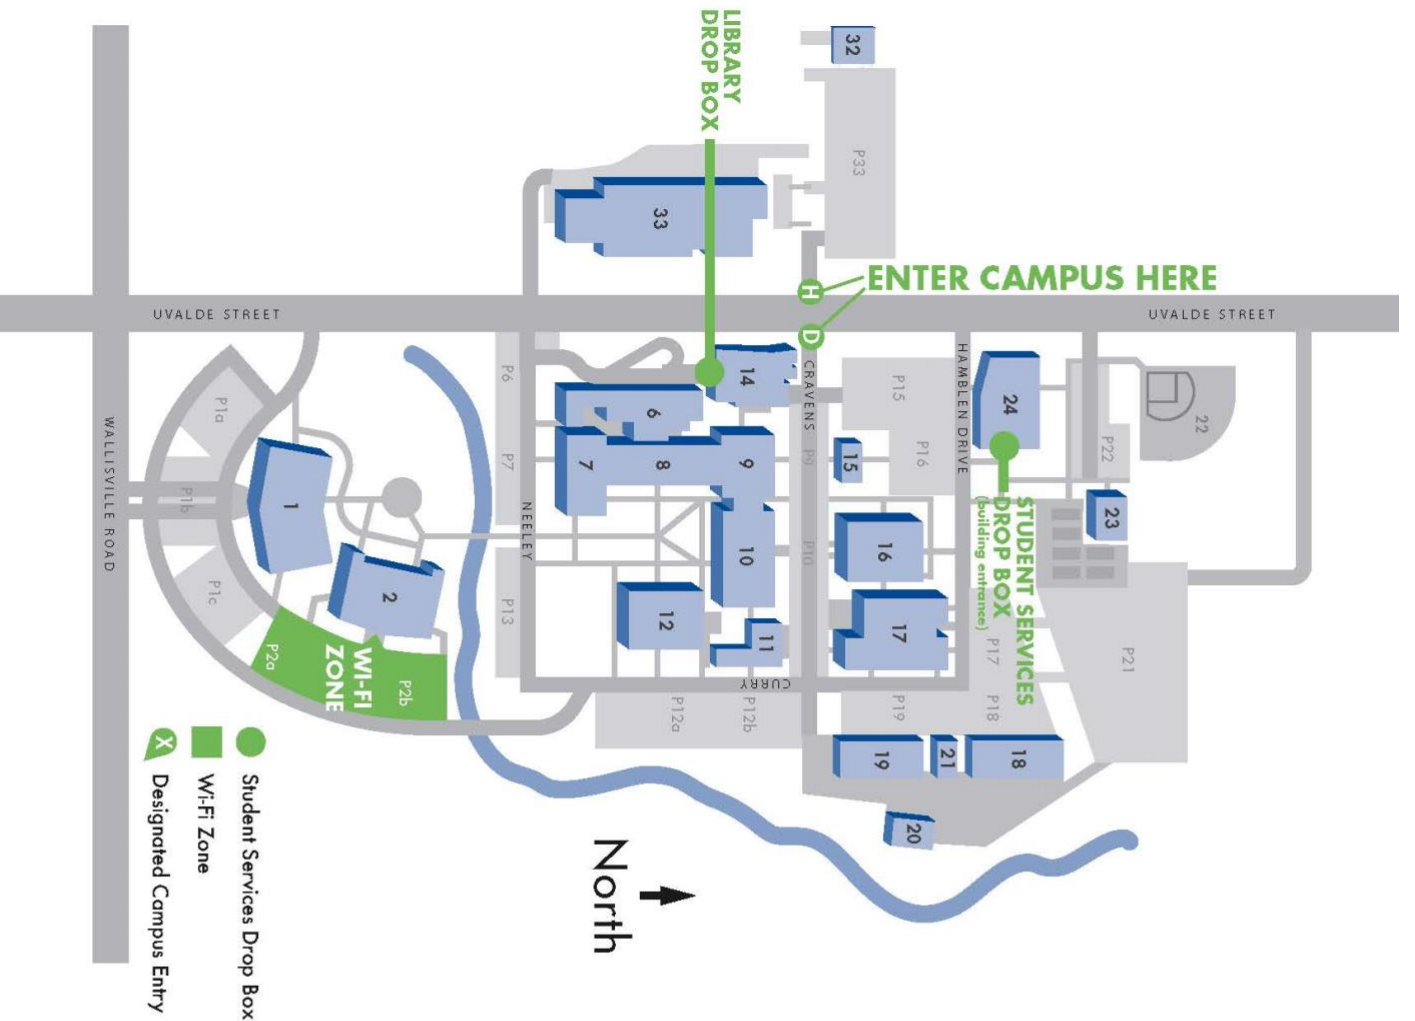 LIBRARY
DROP BOX
32
P33
33
ENTER CAMPUS HERE
H
D
UVALDE STREET
UVALDE STREET
WALLISVILLE ROAD
CRAVENS
HAMBLEN DRIVE
NEELEY
CURRY
P6
P7
P13
14
6
7
8
9
10
11
12
P9
P10
P15
P16
15
16
17
24
22
P22
23
STUDENT SERVICES
DROP BOX
(building entrance)
P17
P18
P19
P21
P12a
P12b
19
21
18
20
P1a
P1b
P1c
1
2
P2a
P2b
WI-FI
ZONE
North
Student Services Drop Box
Wi-Fi Zone
X
Designated Campus Entry